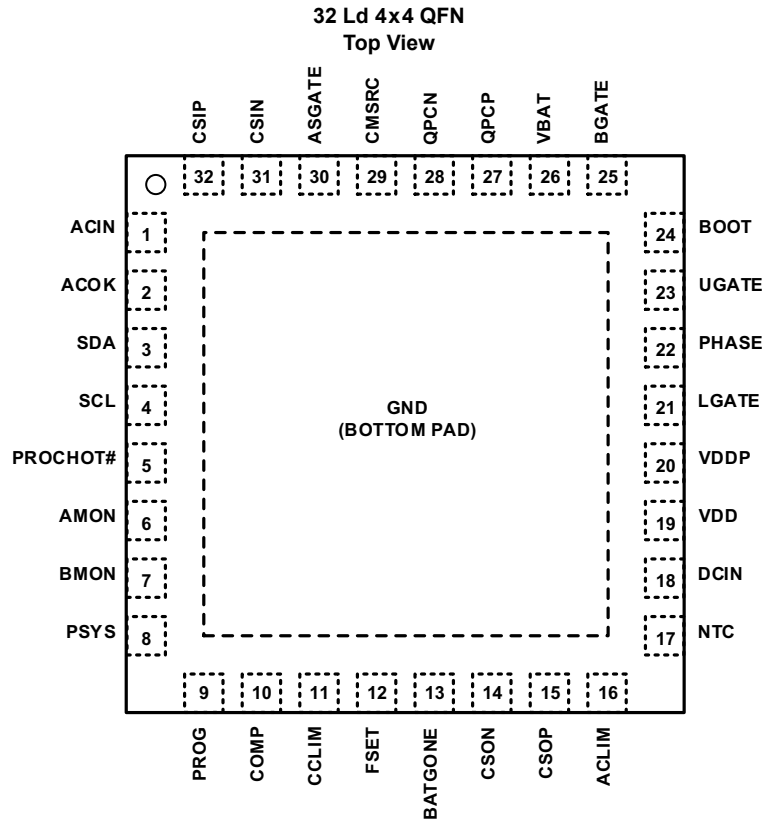 32 Ld 4x4 QFN
Top View
CSIP
CSIN
ASGATE
CMSRC
QPCN
QPCP
VBAT
BGATE
32
31
30
29
28
27
26
25
ACIN 1
ACOK 2
SDA 3
SCL 4
PROCHOT# 5
AMON 6
BMON 7
PSYS 8
GND
(BOTTOM PAD)
24 BOOT
23 UGATE
22 PHASE
21 LGATE
20 VDDP
19 VDD
18 DCIN
17 NTC
9
10
11
12
13
14
15
16
PROG
COMP
CCLIM
FSET
BATGONE
CSON
CSOP
ACLIM